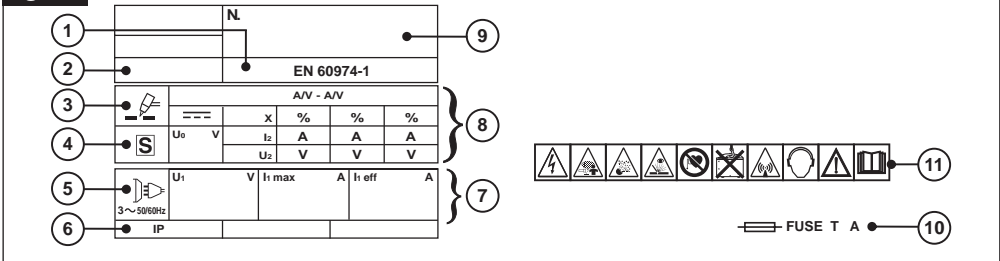 N.
1
9
2
EN 60974-1
3
A/V - A/V
X % % %
8
4
S
U0 V
I2 A A A
U2 V V V
11
5
U1 V I1 max A I1 eff A
7
3~ 50/60Hz
6
IP
FUSE T A
10